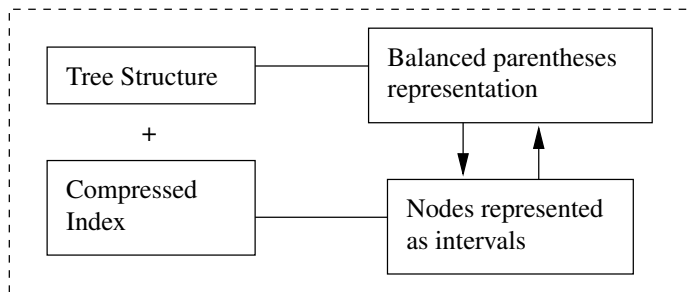 Tree Structure
Balanced parentheses
representation
+
Compressed
Index
Nodes represented
as intervals